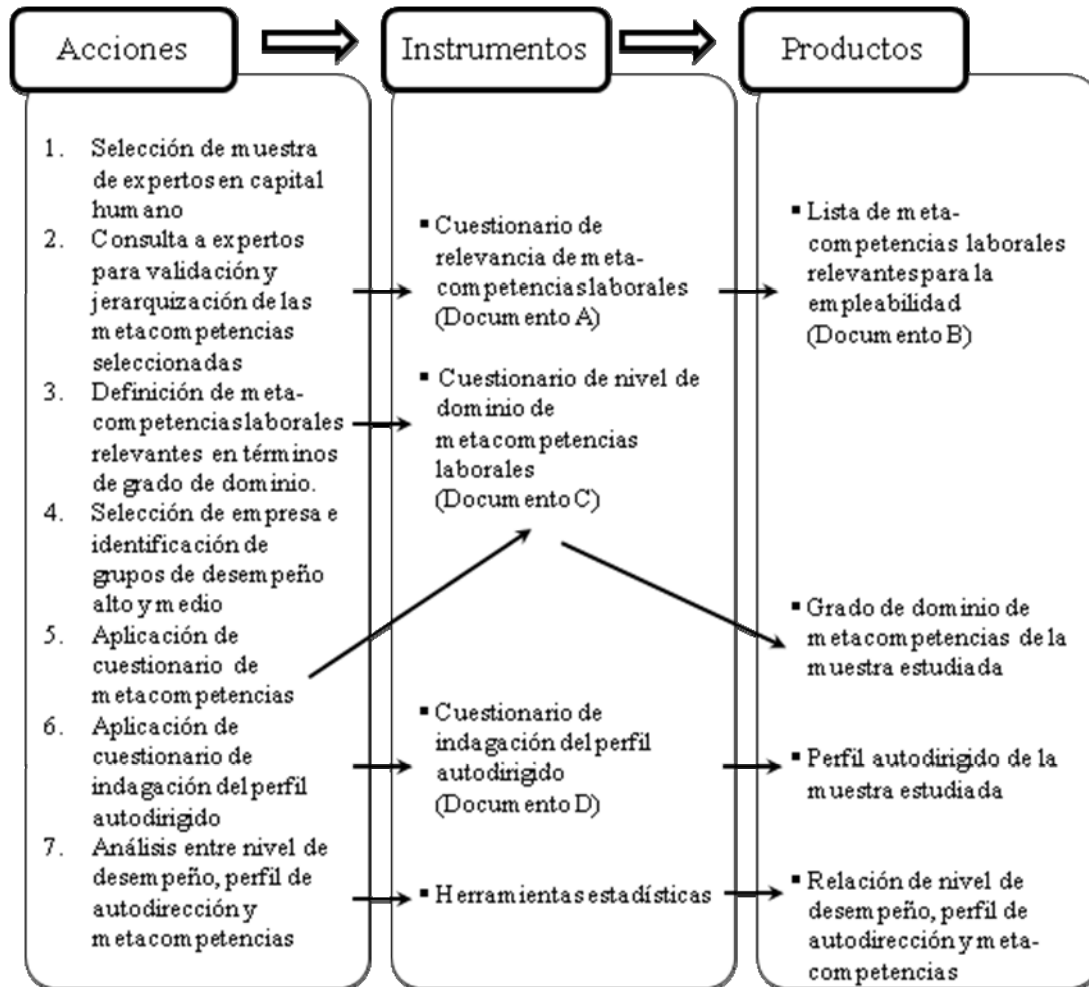 Acciones
Instrumentos
Productos
1. Selección de muestra
de expertos en capital
humano
2. Consulta a expertos
para validación y
jerarquización de las
metacompetencias
seleccionadas
3. Definición de meta-
competencias laborales
relevantes en términos
de grado de dominio.
4. Selección de empresa e
identificación de
grupos de desempeño
alto y medio
5. Aplicación de
cuestionario de
metacompetencias
6. Aplicación de
cuestionario de
indagación del perfil
autodirigido
7. Análisis entre nivel de
desempeño, perfil de
autodirección y
metacompetencias
▪ Cuestionario de
relevancia de meta-
competencias laborales
(Documento A)
▪ Cuestionario de nivel de
dominio de
metacompetencias
laborales
(Documento C)
▪ Cuestionario de
indagación del perfil
autodirigido
(Documento D)
▪ Herramientas estadísticas
▪ Lista de meta-
competencias laborales
relevantes para la
empleabilidad
(Documento B)
▪ Grado de dominio de
metacompetencias de la
muestra estudiada
▪ Perfil autodirigido de la
muestra estudiada
▪ Relación de nivel de
desempeño, perfil de
autodirección y meta-
competencias